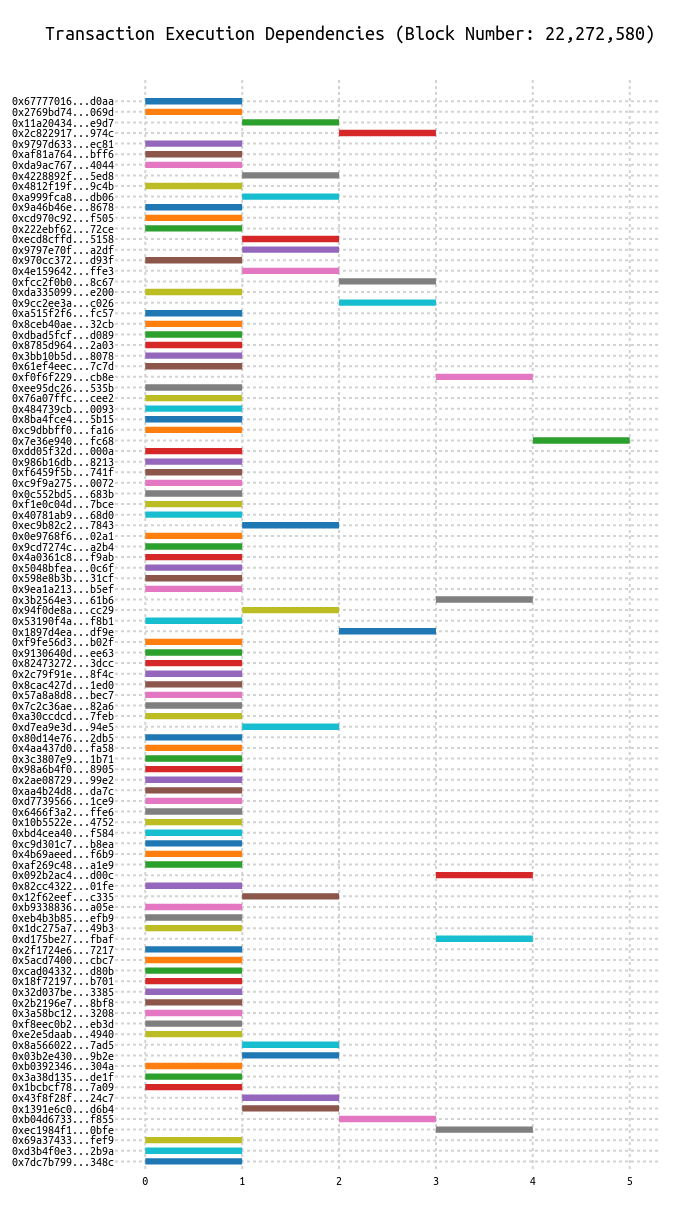 Transaction Execution Dependencies (Block Number: 22,272,580)
0x67777016...d0aa
0x2769bd74...069d
0x11a20434...e9d7
0x2c822917...974c
0x9797d633...ec81
0xaf81a764...bff6
0xda9ac767...4044
0x4228892f...5ed8
0x4812f19f...9c4b
0xa999fca8...db06
0x9a46b46e...8678
0xcd970c92...f505
0x222ebf62...72ce
0xecd8cffd...5158
0x9797e70f...a2df
0x970cc372...d93f
0x4e159642...ffe3
0xfcc2f0b0...8c67
0xda335099...e200
0x9cc2ee3a...c026
0xa515f2f6...fc57
0x8ceb40ae...32cb
0xdbad5fcf...d089
0x8785d964...2a03
0x3bb10b5d...8078
0x61ef4eec...7c7d
0xf0f6f229...cb8e
0xee95dc26...535b
0x76a07ffc...cee2
0x484739cb...0093
0x8ba4fce4...5b15
0xc9dbbff0...fa16
0x7e36e940...fc68
0xdd05f32d...000a
0x986b16db...8213
0xf6459f5b...741f
0xc9f9a275...0072
0x0c552bd5...683b
0xf1e0c04d...7bce
0x40781ab9...68d0
0xec9b82c2...7843
0x0e9768f6...02a1
0x9cd7274c...a2b4
0x4a0361c8...f9ab
0x5048bfea...0c6f
0x598e8b3b...31cf
0x9ea1a213...b5ef
0x3b2564e3...61b6
0x94f0de8a...cc29
0x53190f4a...f8b1
0x1897d4ea...df9e
0xf9fe56d3...b02f
0x9130640d...ee63
0x82473272...3dcc
0x2c79f91e...8f4c
0x8cac427d...1ed0
0x57a8a8d8...bec7
0x7c2c36ae...82a6
0xa30ccdcd...7feb
0xd7ea9e3d...94e5
0x80d14e76...2db5
0x4aa437d0...fa58
0x3c3807e9...1b71
0x98a6b4f0...8905
0x2ae08729...99e2
0xaa4b24d8...da7c
0xd7739566...1ce9
0x6466f3a2...ffe6
0x10b5522e...4752
0xbd4cea40...f584
0xc9d301c7...b8ea
0x4b69aeed...f6b9
0xaf269c48...a1e9
0x092b2ac4...d00c
0x82cc4322...01fe
0x12f62eef...c335
0xb9338836...a05e
0xeb4b3b85...efb9
0x1dc275a7...49b3
0xd175be27...fbaf
0x2f1724e6...7217
0x5acd7400...cbc7
0xcad04332...d80b
0x18f72197...b701
0x32d037be...3385
0x2b2196e7...8bf8
0x3a58bc12...3208
0xf8eec0b2...eb3d
0xe2e5daab...4940
0x8a566022...7ad5
0x03b2e430...9b2e
0xb0392346...304a
0x3a38d135...de1f
0x1bcbcf78...7a09
0x43f8f28f...24c7
0x1391e6c0...d6b4
0xb04d6733...f855
0xec1984f1...0bfe
0x69a37433...fef9
0xd3b4f0e3...2b9a
0x7dc7b799...348c
0 1 2 3 4 5